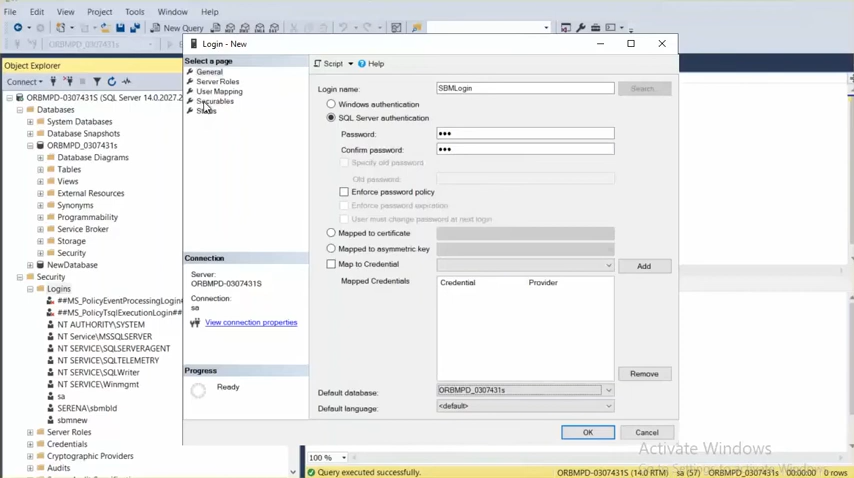 File Edit View Project Tools Window Help
New Query
ORBMPD_0307431s
Object Explorer
Connect
ORBMPD-0307431S (SQL Server 14.0.2027.2
Databases
System Databases
Database Snapshots
ORBMPD_0307431s
Database Diagrams
Tables
Views
External Resources
Synonyms
Programmability
Service Broker
Storage
Security
NewDatabase
Security
Logins
##MS_PolicyEventProcessingLogin
##MS_PolicyTsqlExecutionLogin##
NT AUTHORITY\SYSTEM
NT Service\MSSQLSERVER
NT SERVICE\SQLSERVERAGENT
NT SERVICE\SQLTELEMETRY
NT SERVICE\SQLWriter
NT SERVICE\Winmgmt
sa
SERENA\sbmbld
sbmnew
Server Roles
Credentials
Cryptographic Providers
Audits
Login - New
Select a page
General
Server Roles
User Mapping
Securables
Status
Connection
Server:
ORBMPD-0307431S
Connection:
sa
View connection properties
Progress
Ready
Script Help
Login name: SBMLogin Search...
Windows authentication
SQL Server authentication
Password: •••
Confirm password: •••
Specify old password
Old password:
Enforce password policy
Enforce password expiration
User must change password at next login
Mapped to certificate
Mapped to asymmetric key
Map to Credential Add
Mapped Credentials Credential Provider
Remove
Default database: ORBMPD_0307431s
Default language: <default>
OK Cancel
Activate Windows
100 %
Query executed successfully. ORBMPD-0307431S (14.0 RTM) sa (57) ORBMPD_0307431s 00:00:00 0 rows